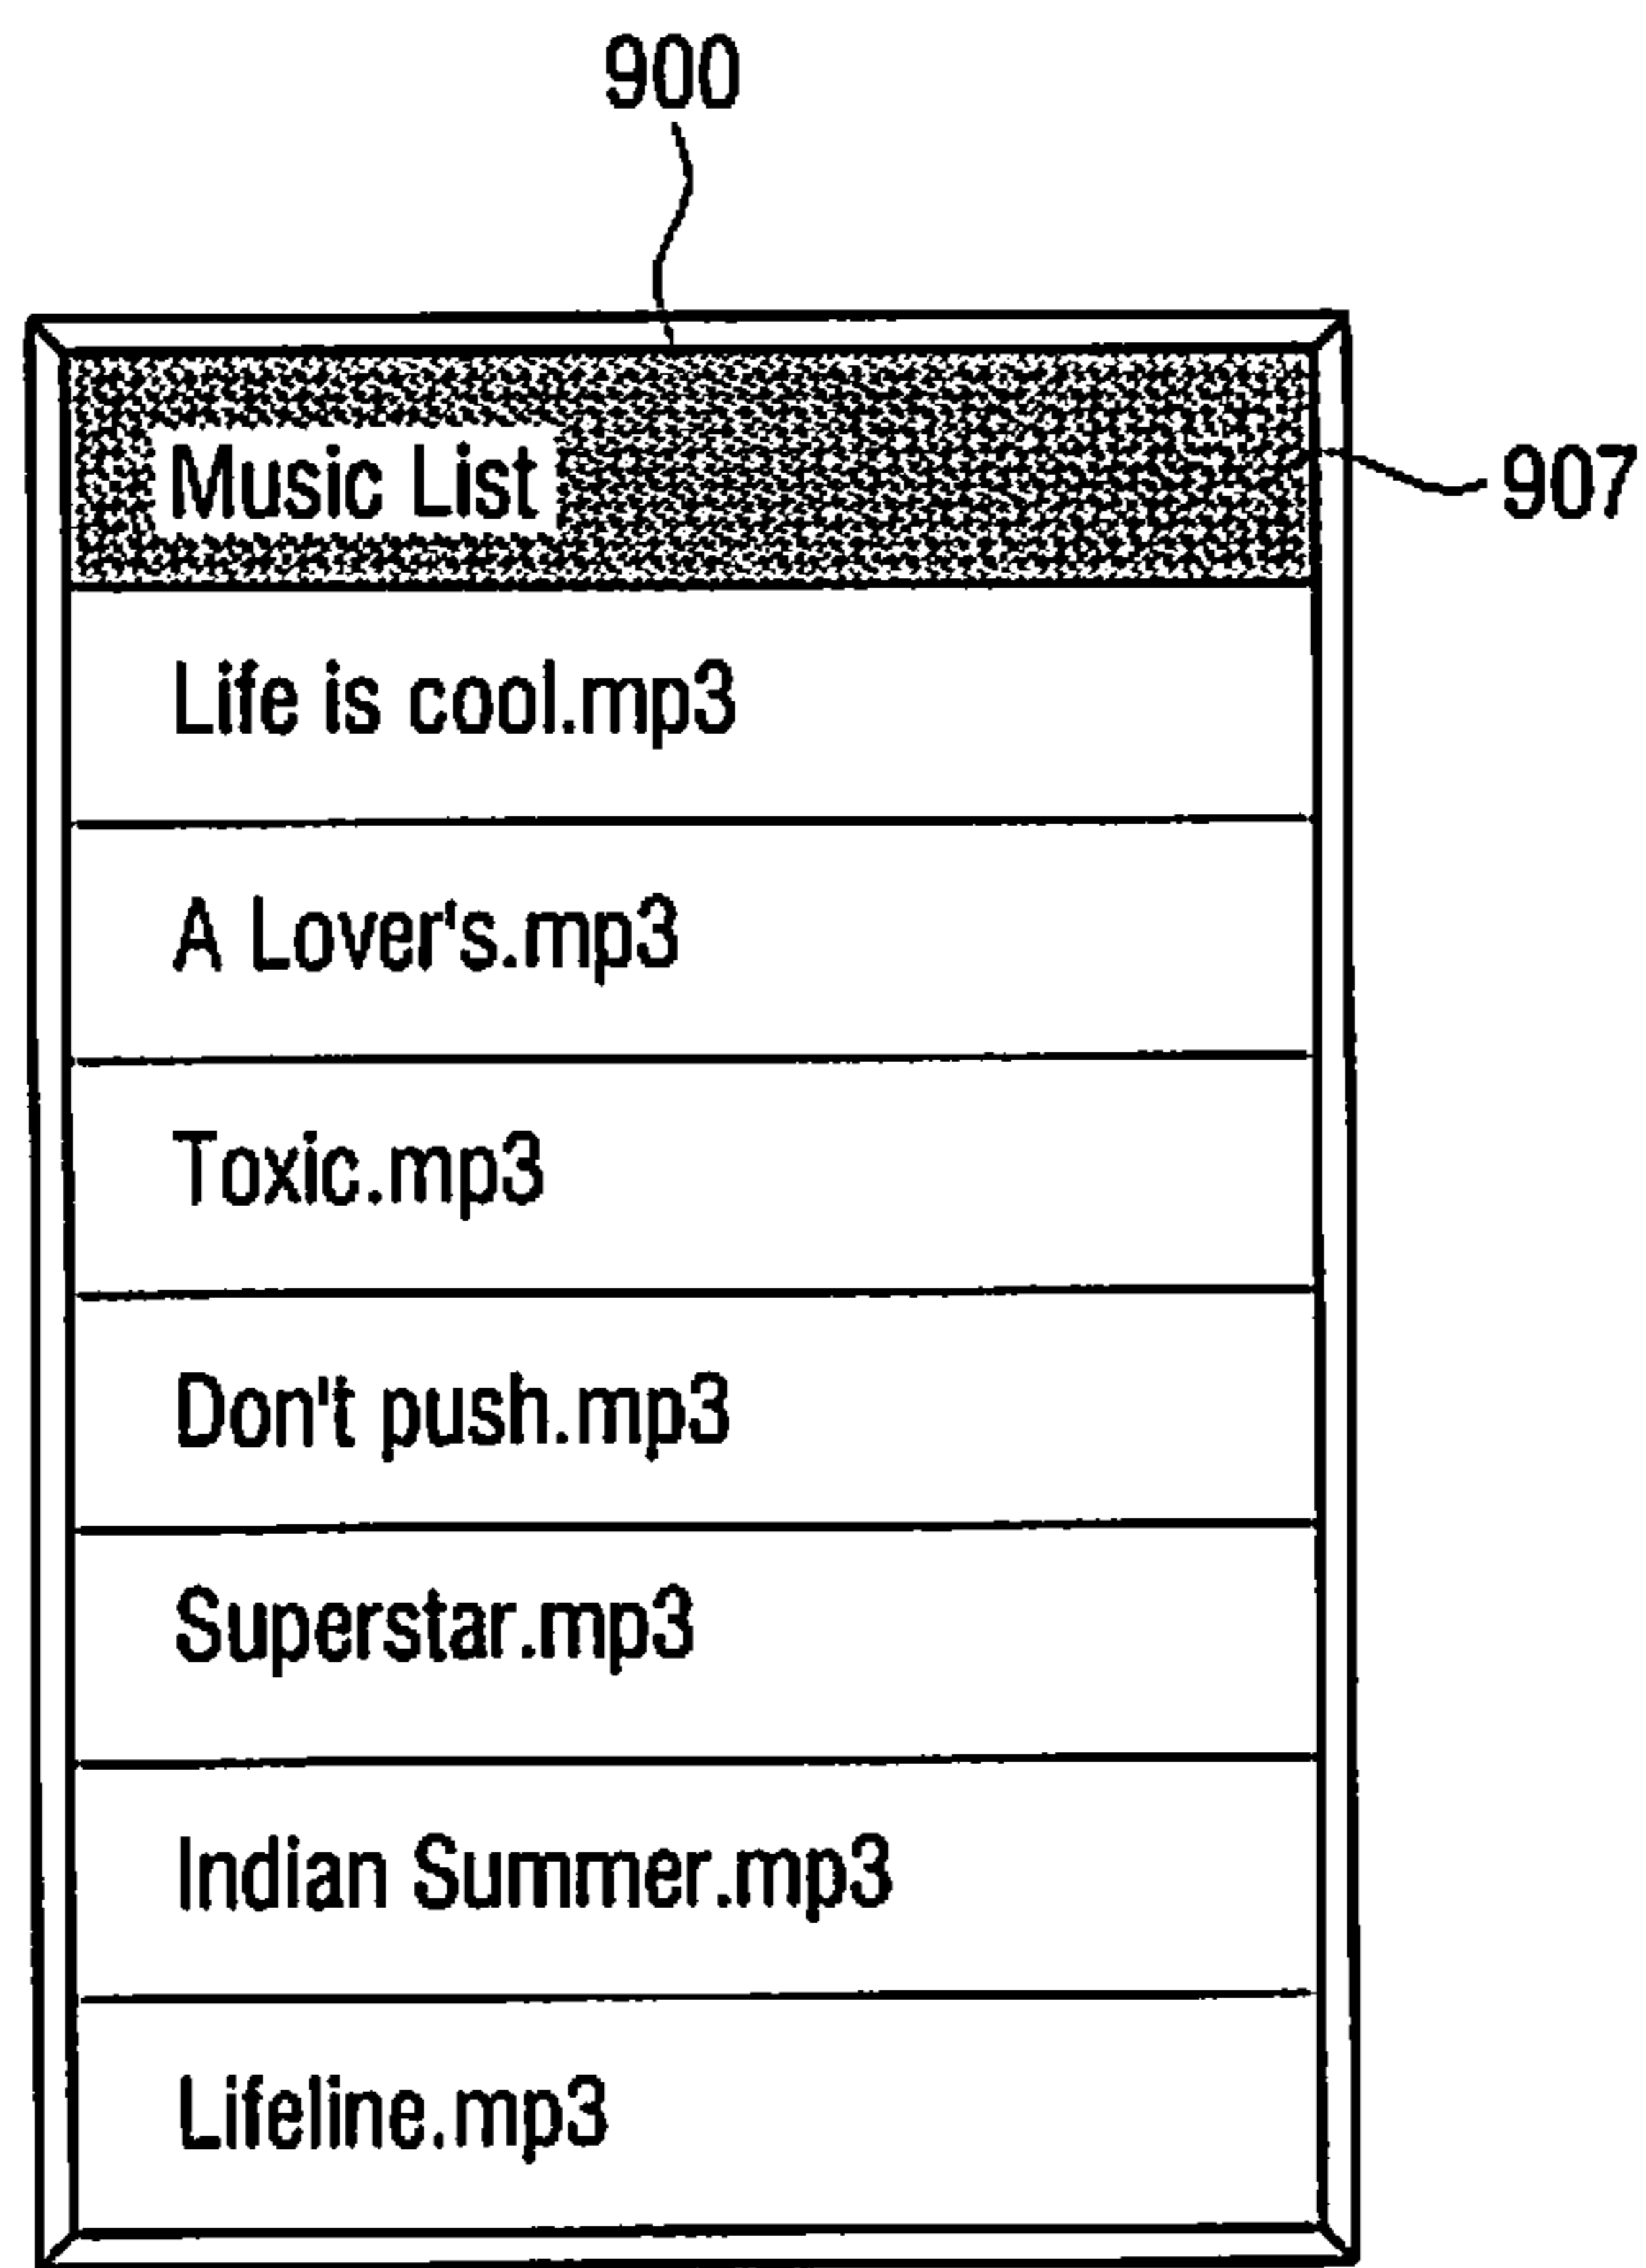 900
Music List
907
Life is cool.mp3
A Lover's.mp3
Toxic.mp3
Don't push.mp3
Superstar.mp3
Indian Summer.mp3
Lifeline.mp3